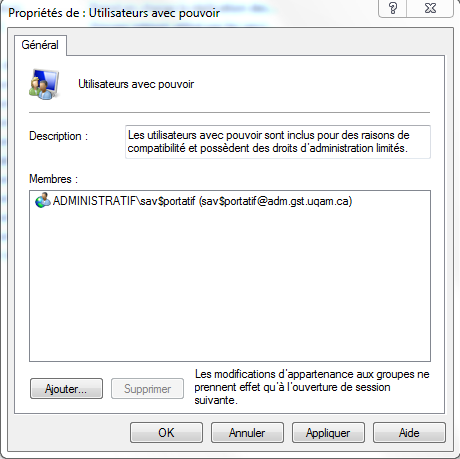 Propriétés de : Utilisateurs avec pouvoir
Général
Utilisateurs avec pouvoir
Description :
Les utilisateurs avec pouvoir sont inclus pour des raisons de
compatibilité et possèdent des droits d'administration limités.
Membres :
ADMINISTRATIF\sav$portatif (sav$portatif@adm.gst.uqam.ca)
Ajouter...
Supprimer
Les modifications d'appartenance aux groupes ne
prennent effet qu'à l'ouverture de session
suivante.
OK
Annuler
Appliquer
Aide